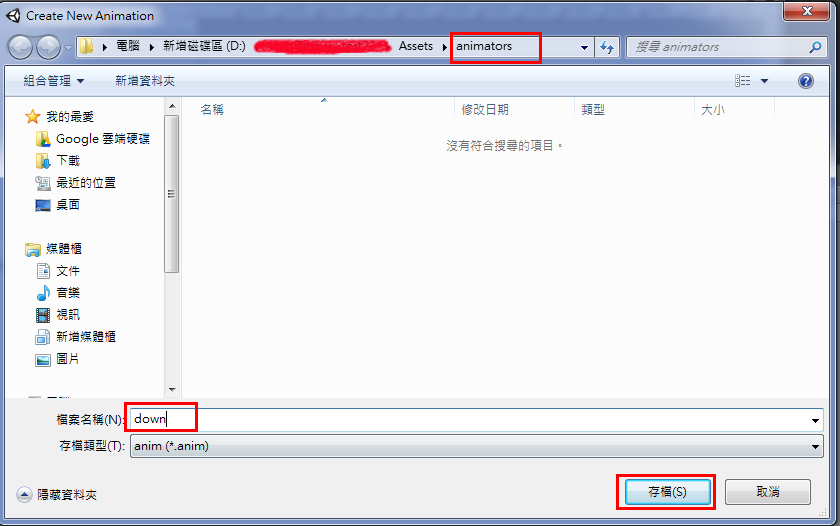 Create New Animation
電腦 新增磁碟區 (D:) Assets animators 搜尋 animators
組合管理 新增資料夾
名稱 修改日期 類型 大小
沒有符合搜尋的項目。
我的最愛
Google 雲端硬碟
下載
最近的位置
桌面
媒體櫃
文件
音樂
視訊
新增媒體櫃
圖片
檔案名稱(N): down
存檔類型(T): anim (*.anim)
隱藏資料夾 存檔(S) 取消